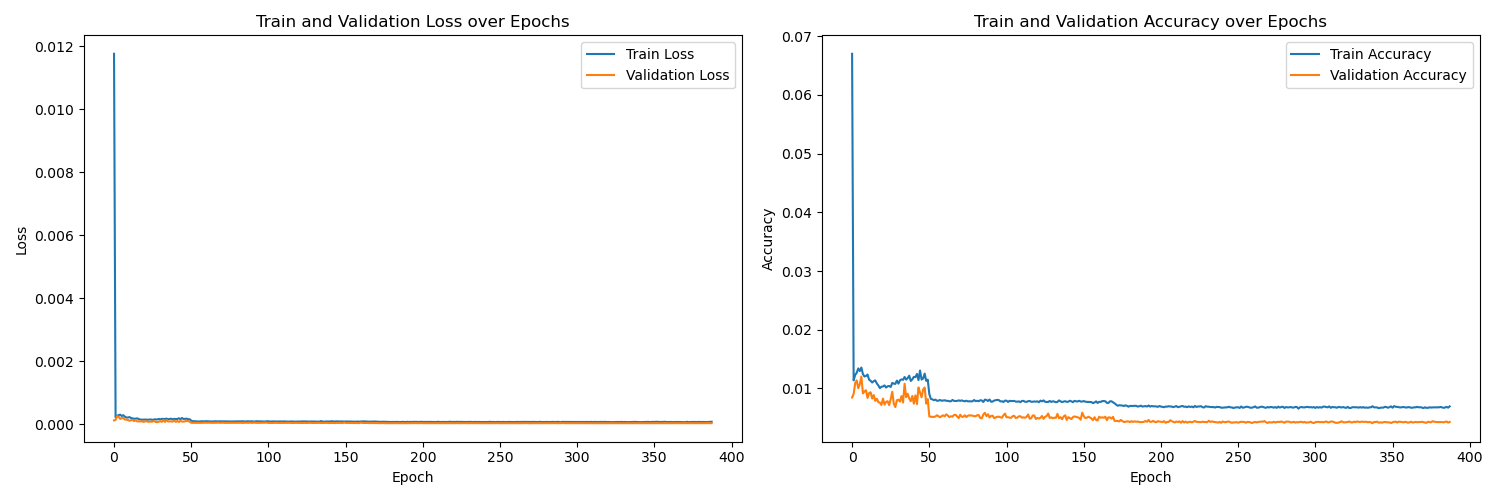 Train and Validation Loss over Epochs
0.012
0.010
0.008
0.006
0.004
0.002
0.000
Loss
Train Loss
Validation Loss
0 50 100 150 200 250 300 350 400
Epoch
Train and Validation Accuracy over Epochs
0.07
0.06
0.05
0.04
0.03
0.02
0.01
Accuracy
Train Accuracy
Validation Accuracy
0 50 100 150 200 250 300 350 400
Epoch